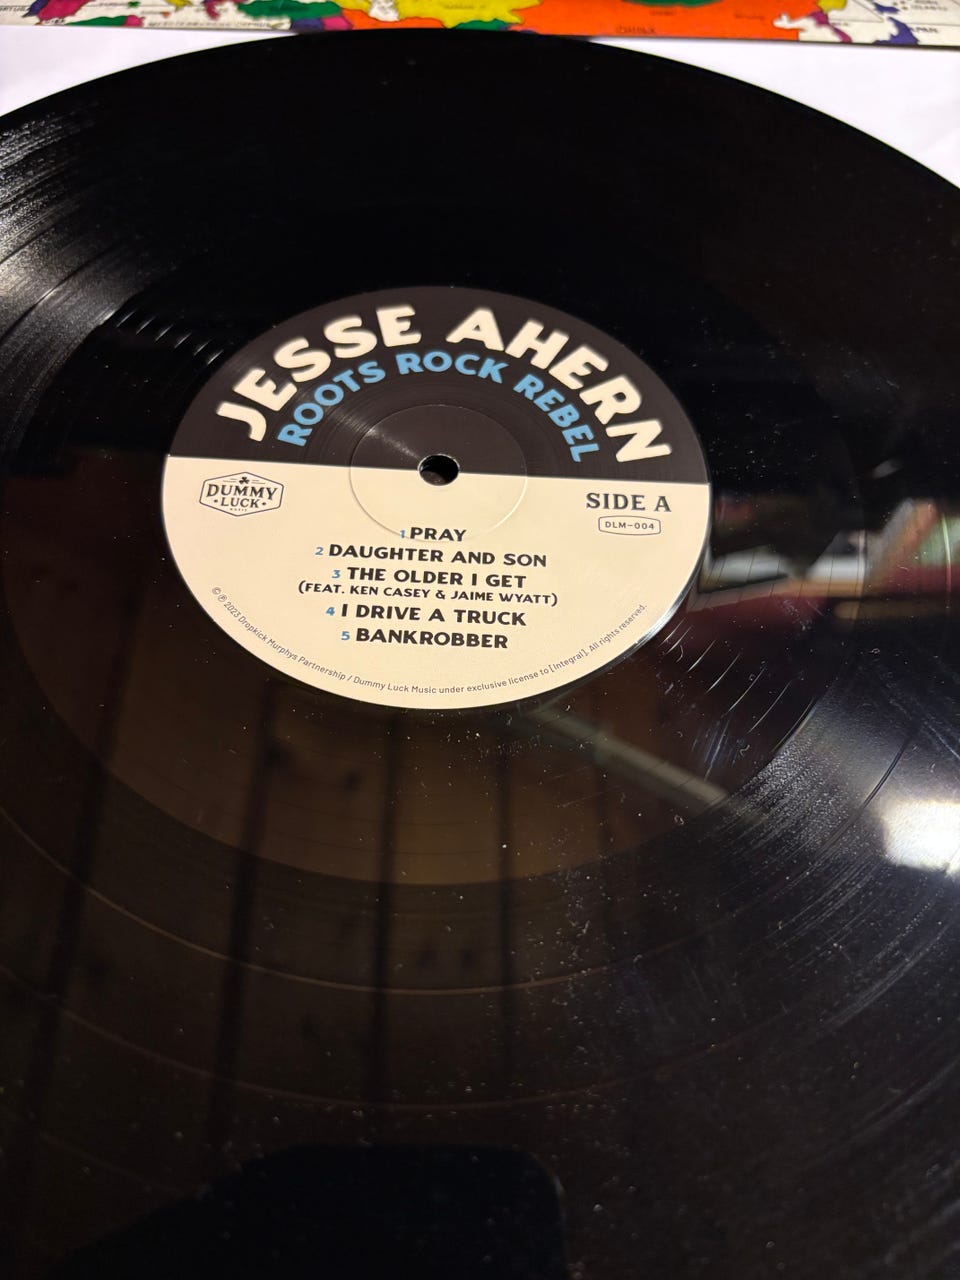 JESSE AHERN
ROOTS ROCK REBEL
DUMMY
LUCK
MUSIC
SIDE A
DLM-004
1 PRAY
2 DAUGHTER AND SON
3 THE OLDER I GET
(FEAT. KEN CASEY & JAIME WYATT)
4 I DRIVE A TRUCK
5 BANKROBBER
© ℗ 2023 Dropkick Murphys Partnership / Dummy Luck Music under exclusive license to [Integral]. All rights reserved.